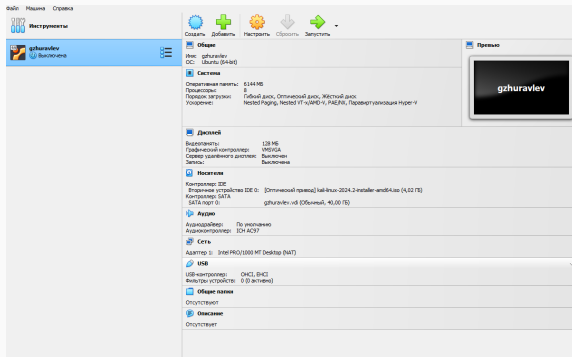 Файл Машина Справка
Инструменты
Создать Добавить Настроить Сбросить Запустить
gzhuravlev
Выключена
Общие
Имя: gzhuravlev
ОС: Ubuntu (64-bit)
Система
Оперативная память: 6144 МБ
Процессоры: 8
Порядок загрузки: Гибкий диск, Оптический диск, Жёсткий диск
Ускорение: Nested Paging, Nested VT-x/AMD-V, PAE/NX, Паравиртуализация Hyper-V
Превью
gzhuravlev
Дисплей
Видеопамять: 128 МБ
Графический контроллер: VMSVGA
Сервер удалённого дисплея: Выключен
Запись: Выключена
Носители
Контроллер: IDE
Вторичное устройство IDE 0: [Оптический привод] kali-linux-2024.2-installer-amd64.iso (4,02 ГБ)
Контроллер: SATA
SATA порт 0: gzhuravlev.vdi (Обычный, 40,00 ГБ)
Аудио
Аудиодрайвер: По умолчанию
Аудиоконтроллер: ICH AC97
Сеть
Адаптер 1: Intel PRO/1000 MT Desktop (NAT)
USB
USB-контроллер: OHCI, EHCI
Фильтры устройств: 0 (0 активно)
Общие папки
Отсутствуют
Описание
Отсутствует